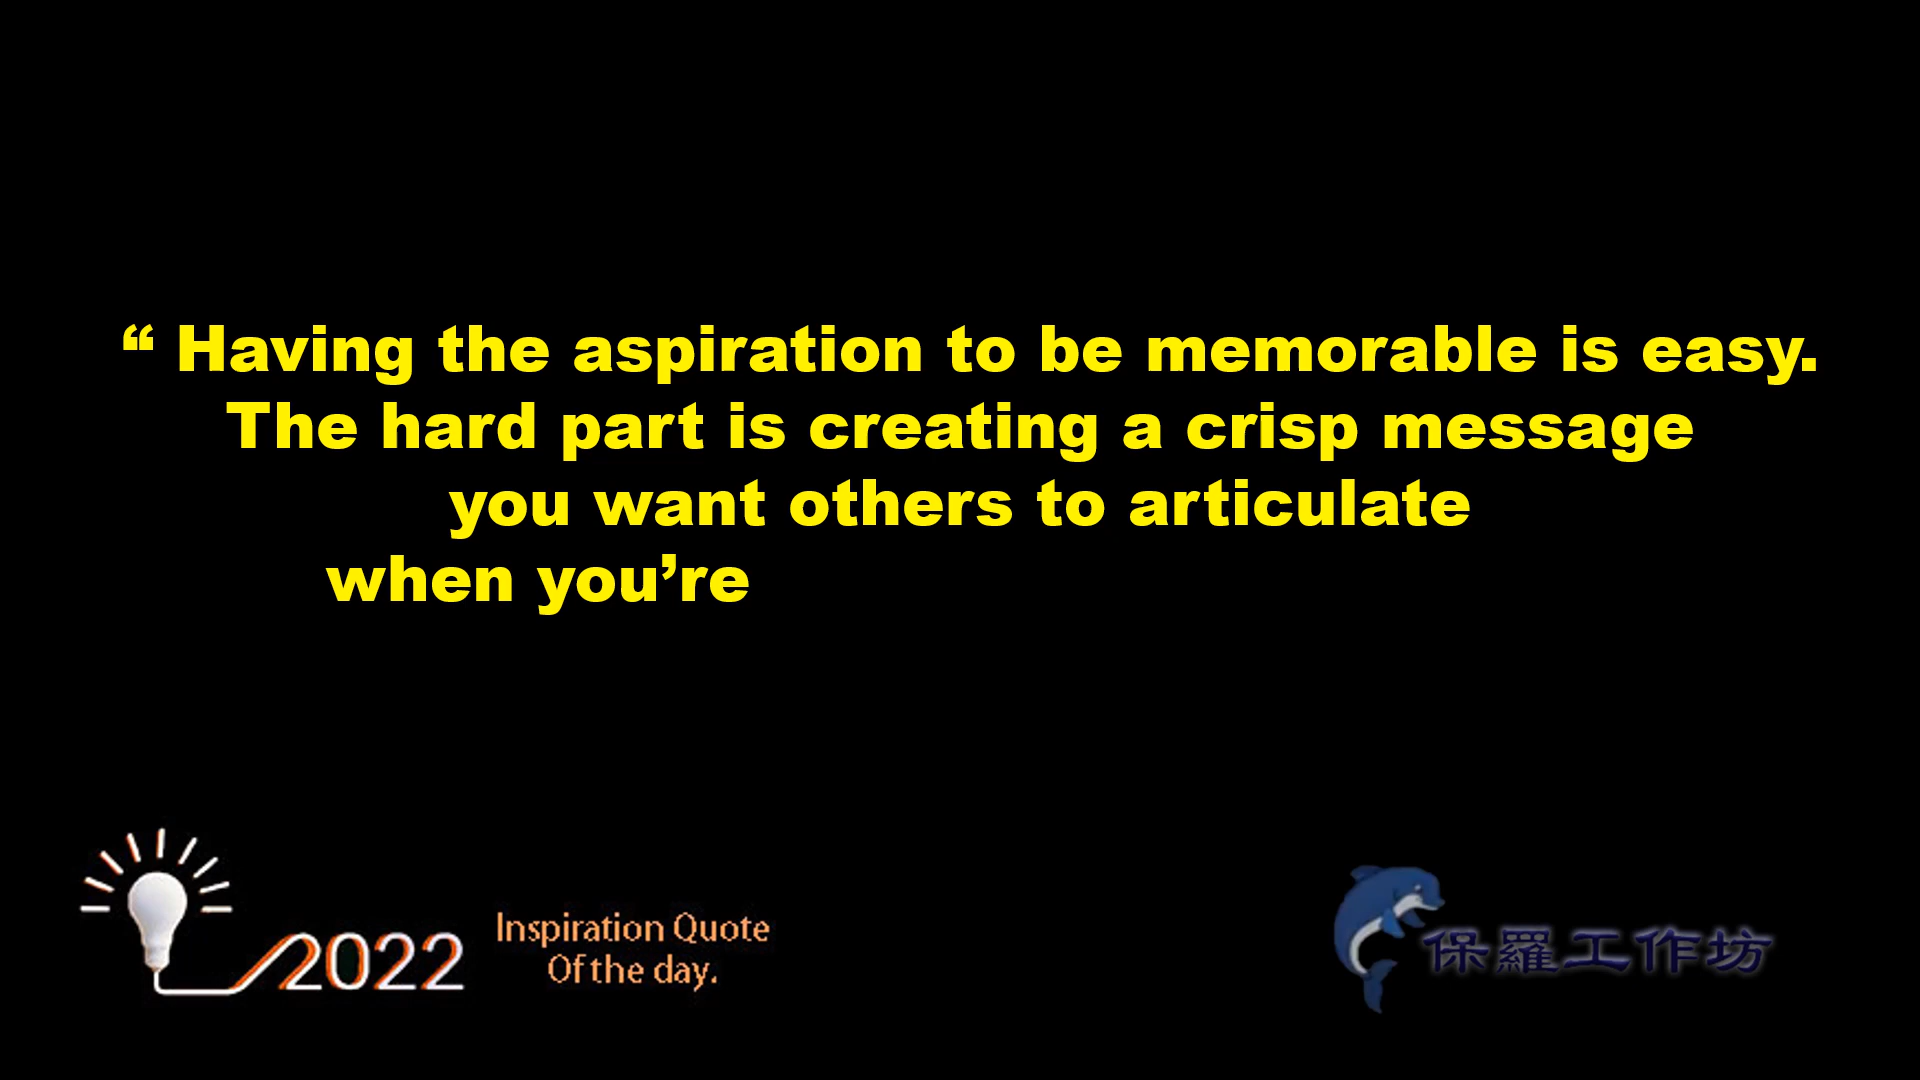 “ Having the aspiration to be memorable is easy.
The hard part is creating a crisp message
you want others to articulate
when you’re
2022
Inspiration Quote
Of the day.
保羅工作坊